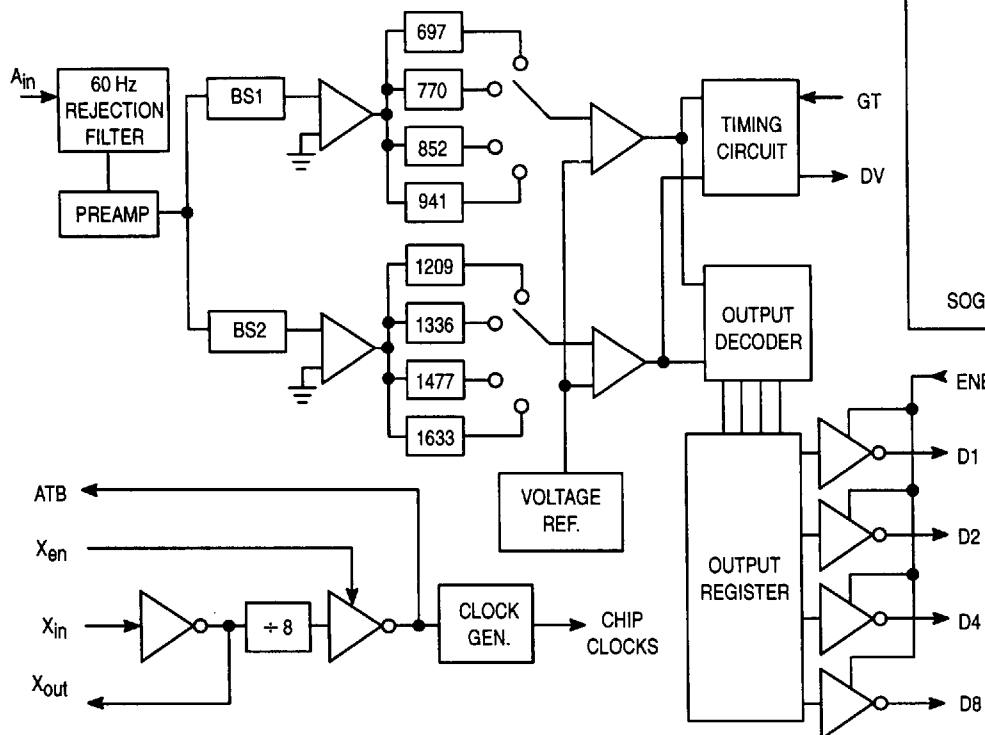 A_in
60 Hz
REJECTION
FILTER
PREAMP
BS1
BS2
697
770
852
941
1209
1336
1477
1633
TIMING
CIRCUIT
GT
DV
OUTPUT
DECODER
SOG
ENB
VOLTAGE
REF.
OUTPUT
REGISTER
D1
D2
D4
D8
ATB
X_en
X_in
X_out
÷ 8
CLOCK
GEN.
CHIP
CLOCKS